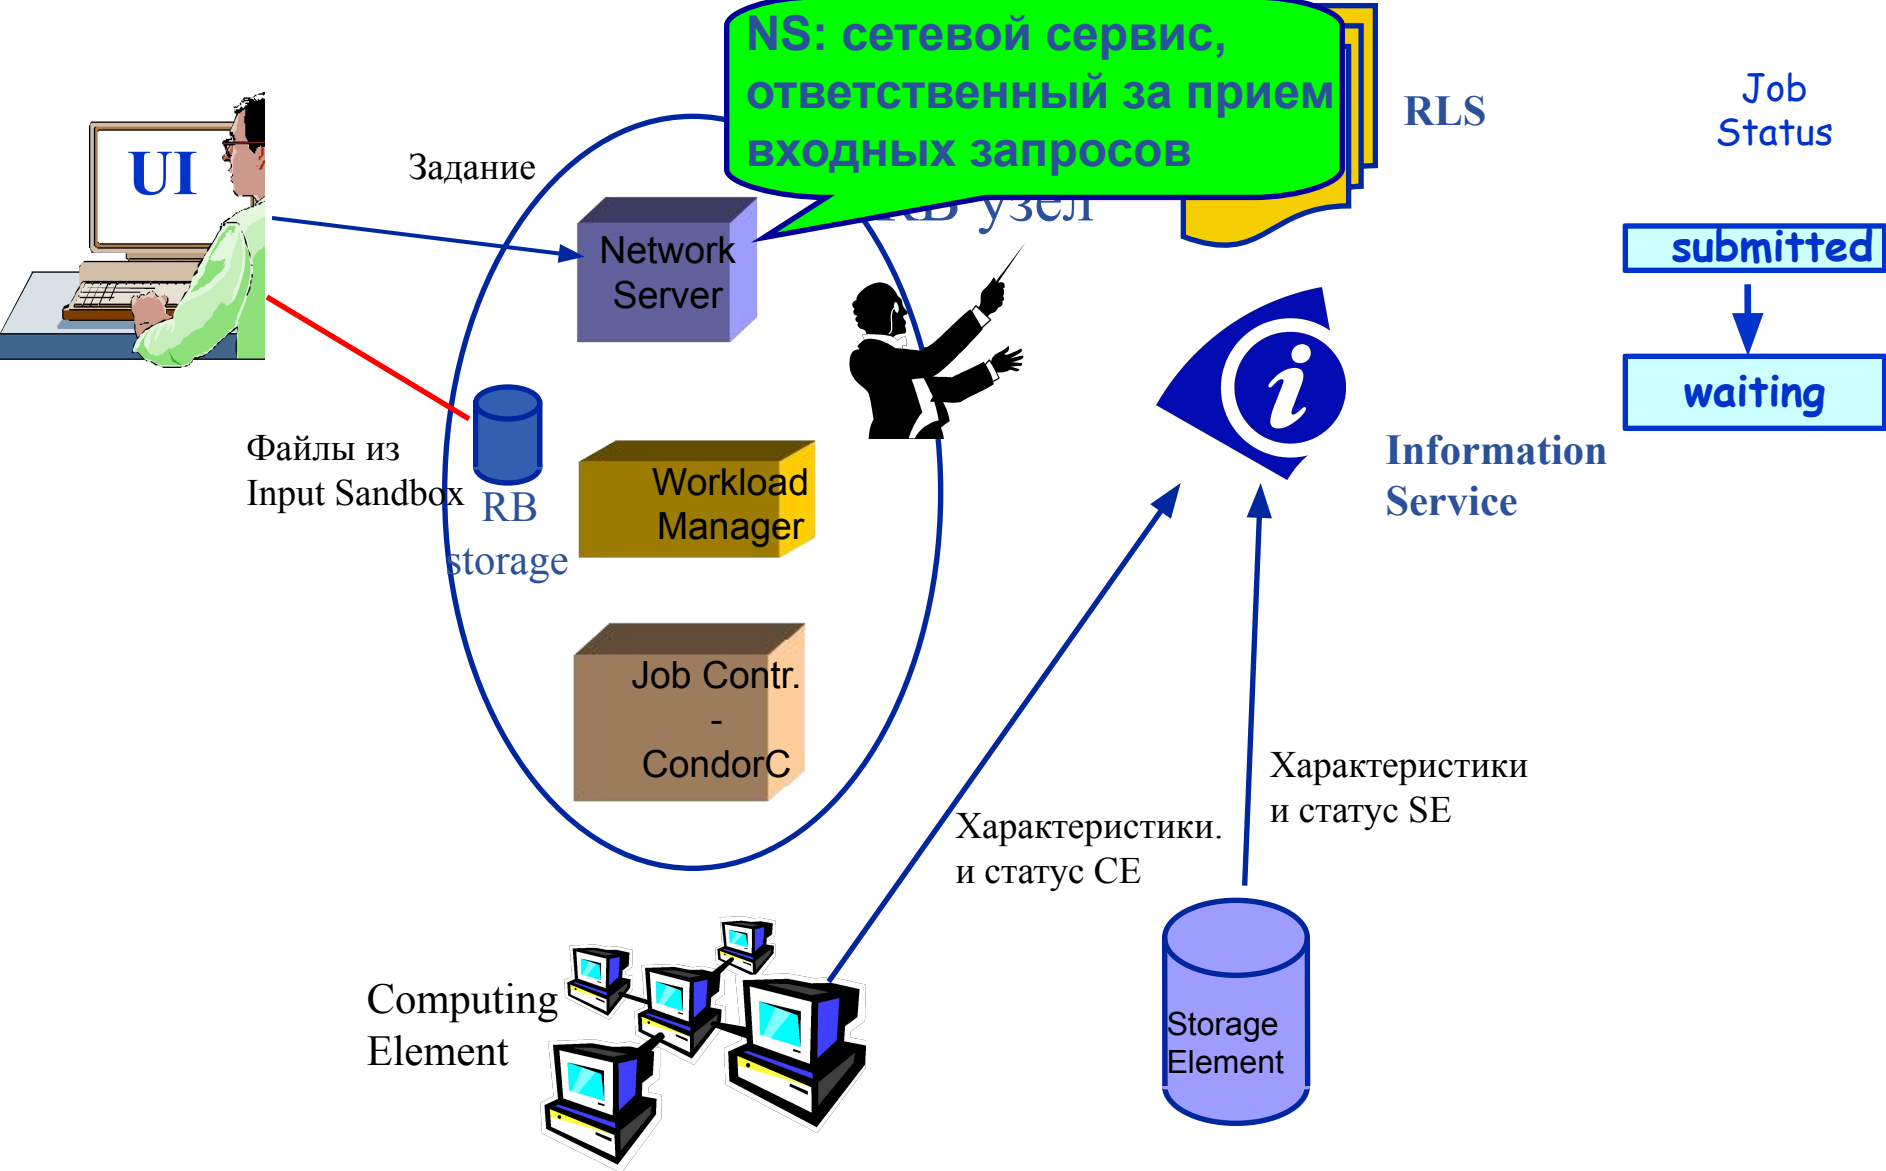 NS: сетевой сервис,
ответственный за прием
входных запросов
RLS
Job
Status
UI
Задание
RB узел
Network
Server
submitted
waiting
Файлы из
Input Sandbox
RB
storage
Workload
Manager
Information
Service
Job Contr.
-
CondorC
Характеристики
и статус SE
Характеристики.
и статус CE
Computing
Element
Storage
Element